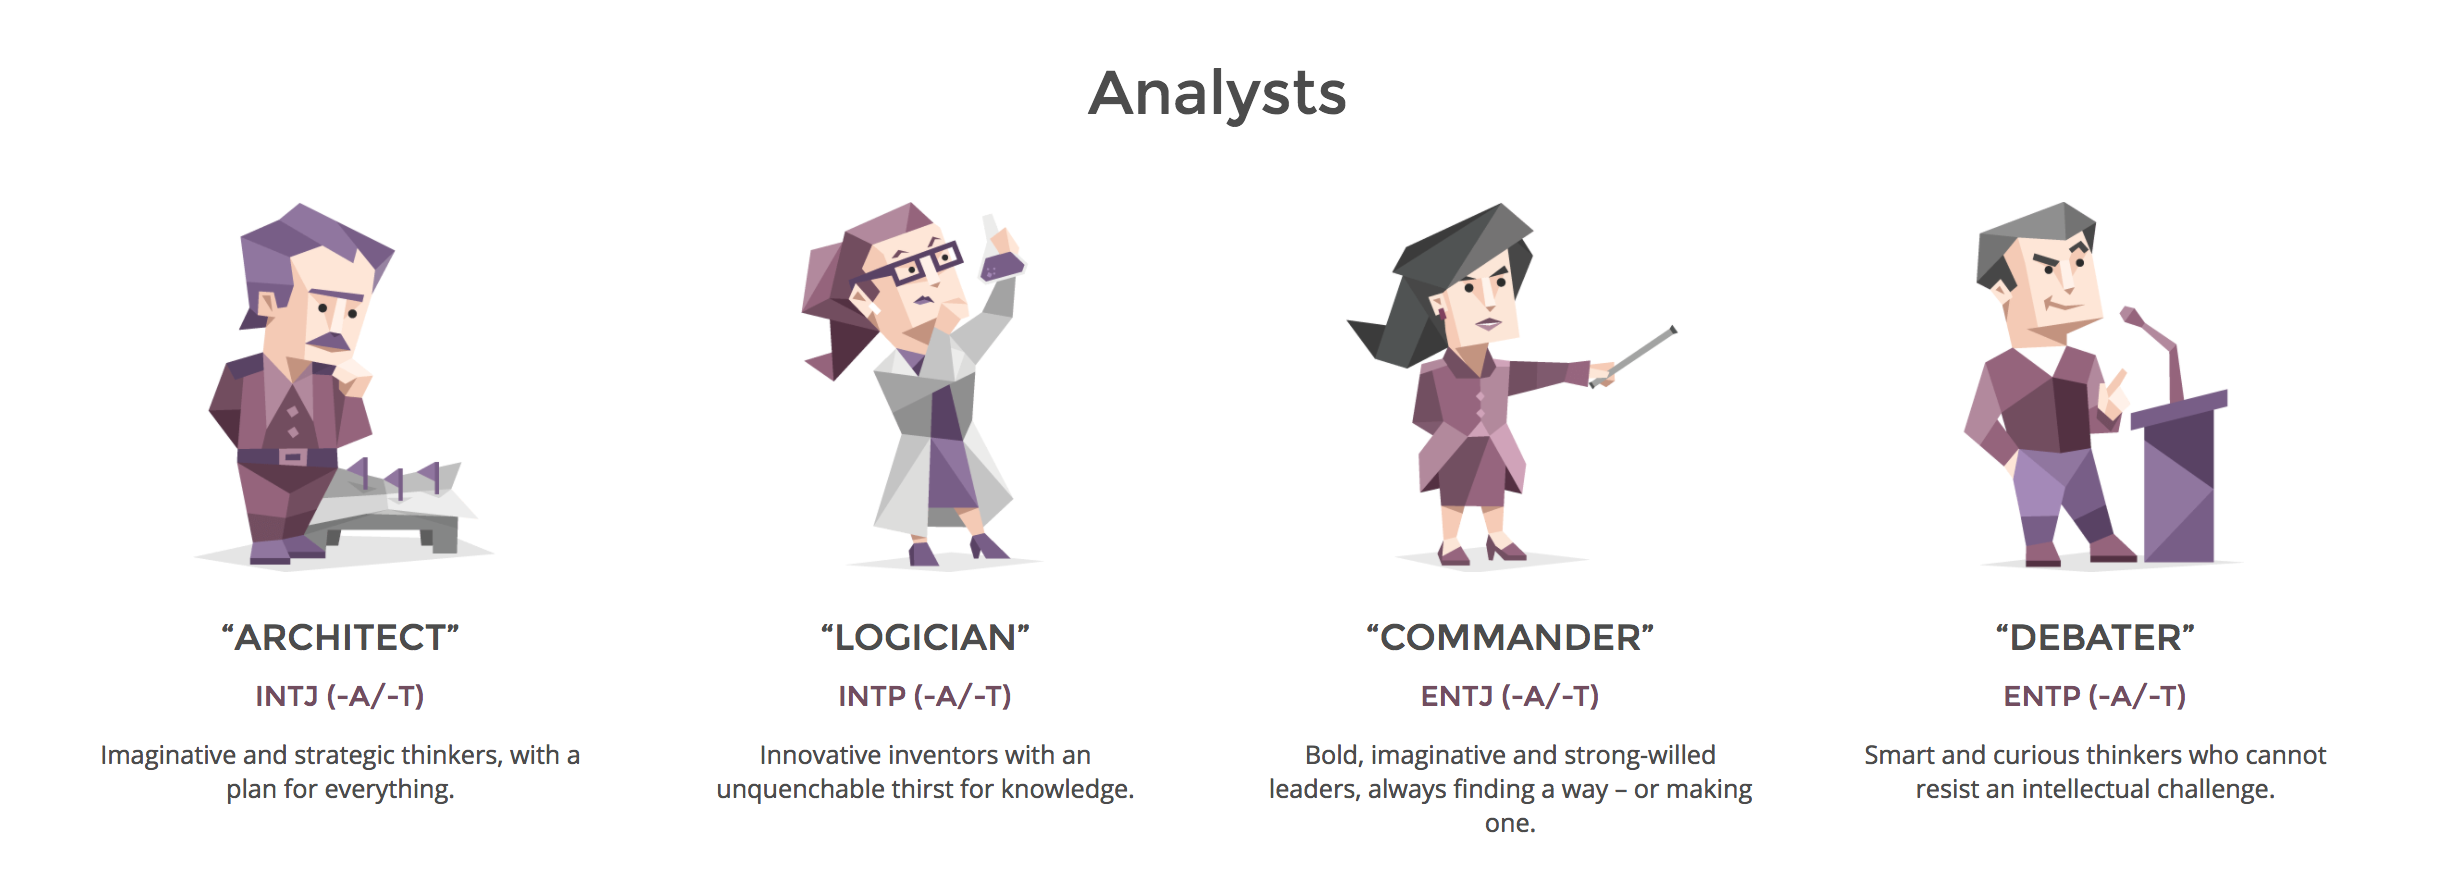 Analysts
“ARCHITECT”
INTJ (-A/-T)
Imaginative and strategic thinkers, with a
plan for everything.
“LOGICIAN”
INTP (-A/-T)
Innovative inventors with an
unquenchable thirst for knowledge.
“COMMANDER”
ENTJ (-A/-T)
Bold, imaginative and strong-willed
leaders, always finding a way – or making
one.
“DEBATER”
ENTP (-A/-T)
Smart and curious thinkers who cannot
resist an intellectual challenge.